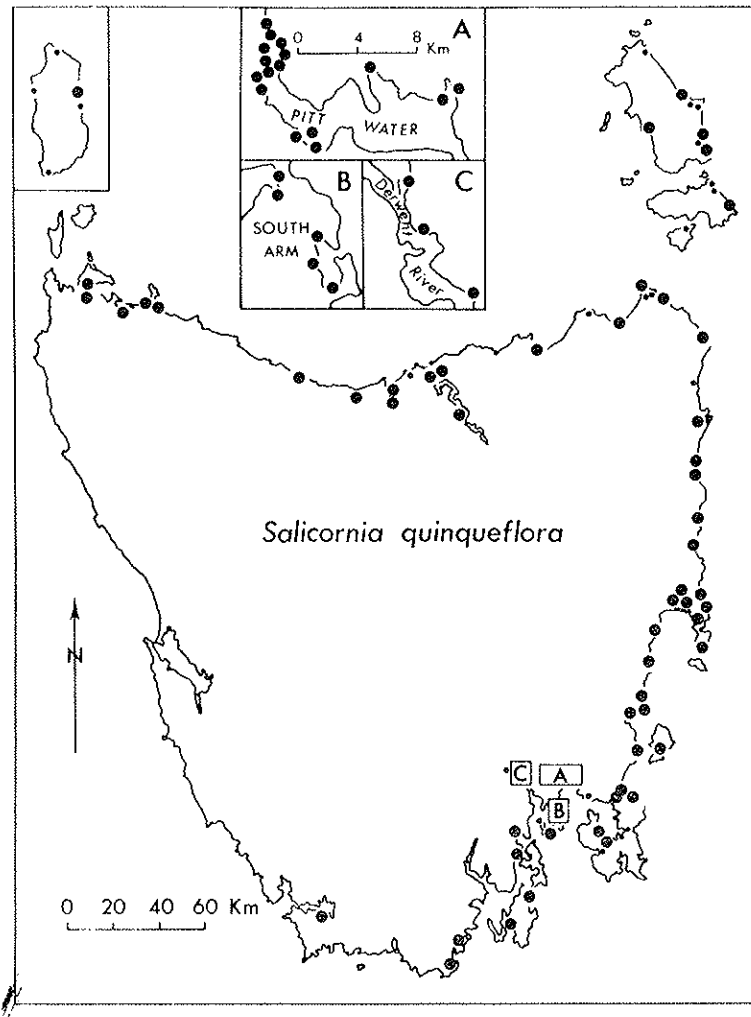 A
0 4 8
Km
PITT WATER
B
SOUTH
ARM
C
Derwent
River
Salicornia quinqueflora
N
C
A
B
0 20 40 60 Km